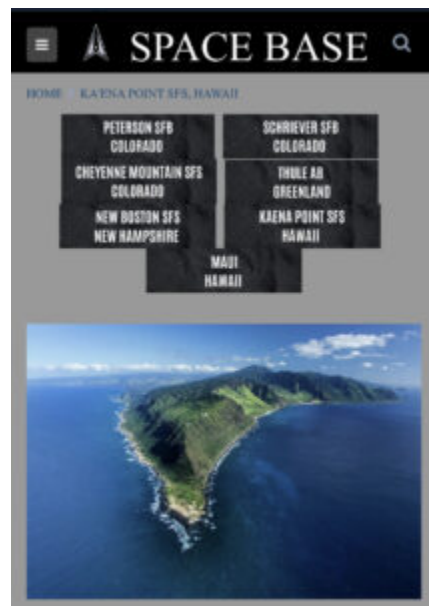 SPACE BASE
HOME KA'ENA POINT SFS, HAWAII
PETERSON SFB
COLORADO
SCHRIEVER SFB
COLORADO
CHEYENNE MOUNTAIN SFS
COLORADO
THULE AB
GREENLAND
NEW BOSTON SFS
NEW HAMPSHIRE
KAENA POINT SFS
HAWAII
MAUI
HAWAII